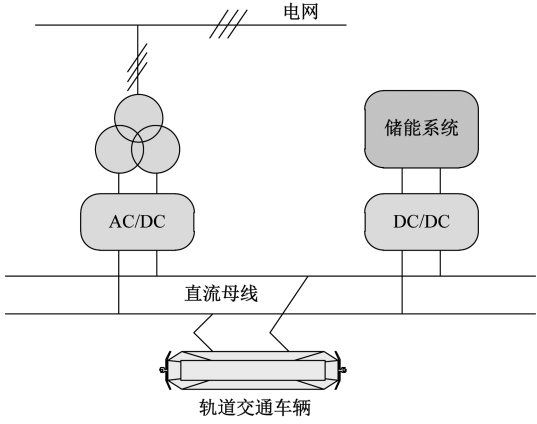 电网
储能系统
AC/DC
DC/DC
直流母线
轨道交通车辆